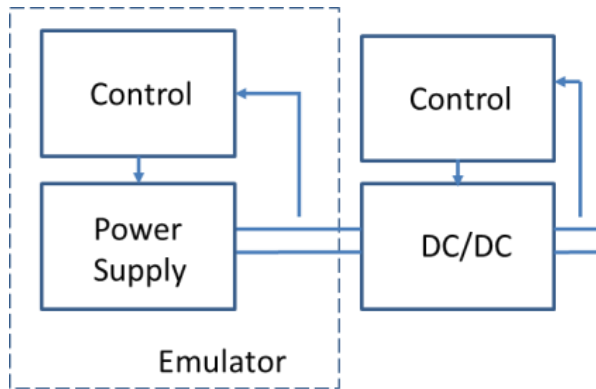 Control
Control
Power
Supply
DC/DC
Emulator